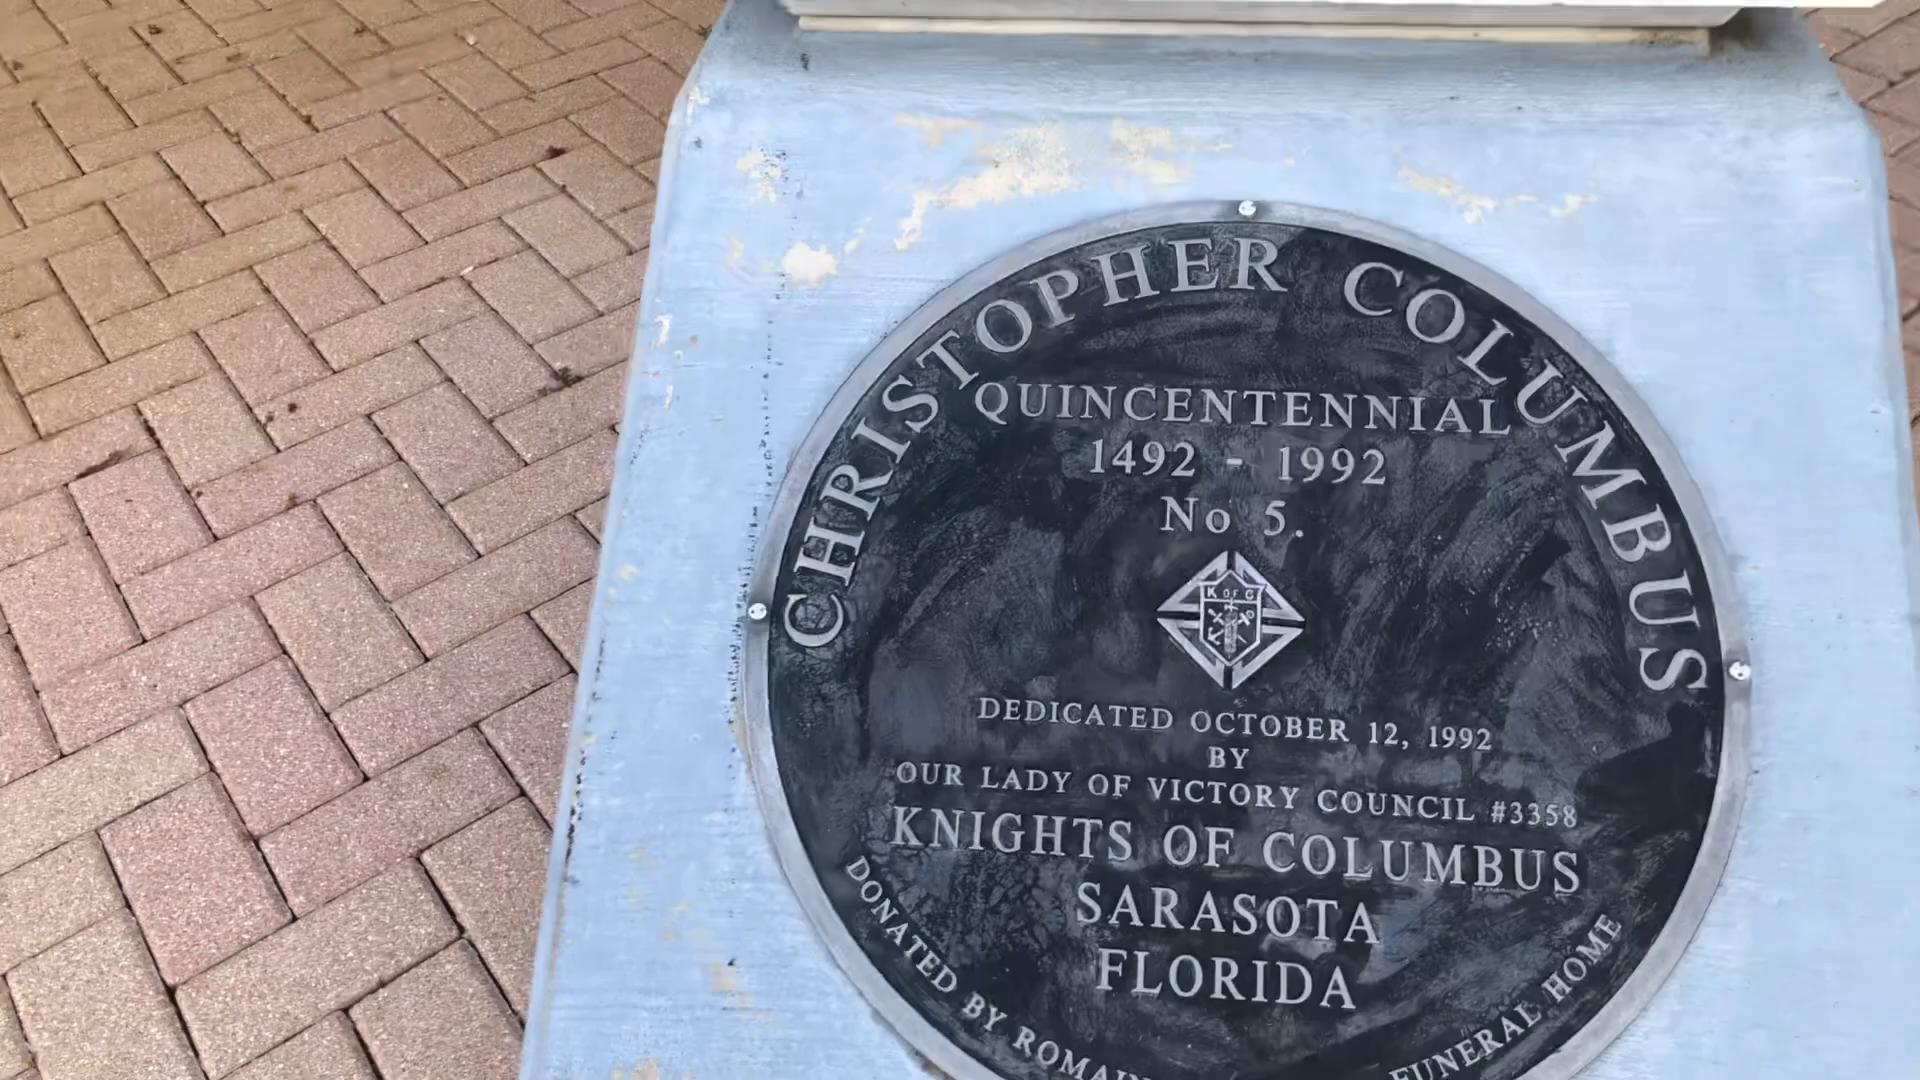 CHRISTOPHER COLUMBUS
QUINCENTENNIAL
1492 - 1992
No 5.
K OF C
DEDICATED OCTOBER 12, 1992
BY
OUR LADY OF VICTORY COUNCIL #3358
KNIGHTS OF COLUMBUS
SARASOTA
FLORIDA
DONATED BY FUNERAL HOME